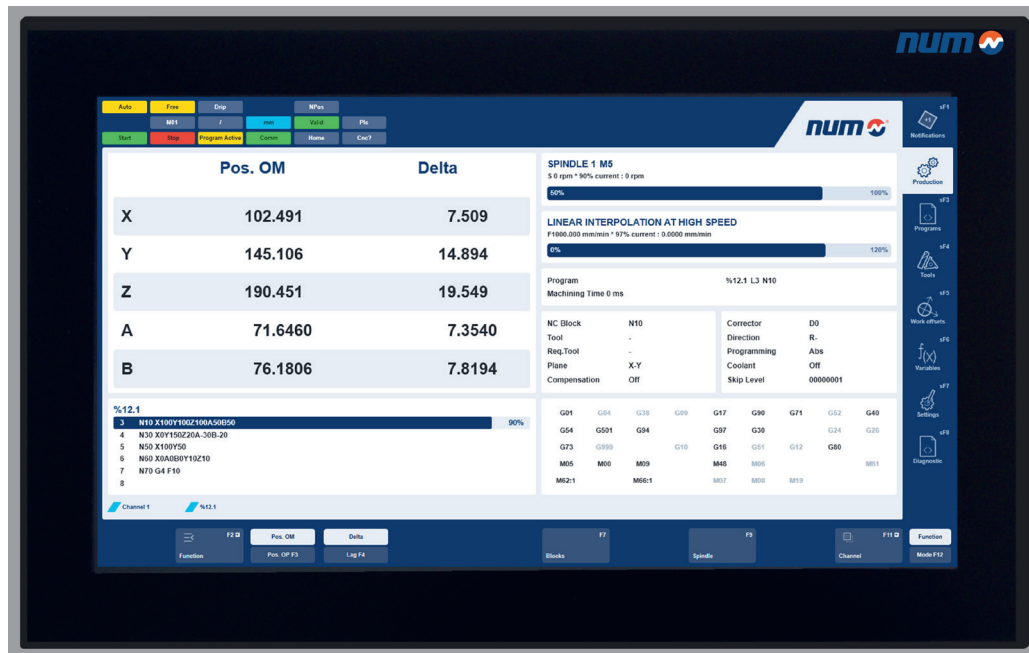 num
Auto Free Drip NPos
M01 / mm Valid Plc
Start Stop Program Active Comm Home Cnc?
num
sF1
Notifications
Production
sF3
Programs
sF4
Tools
sF3
Work offsets
sF6
f(x)
Variables
sF7
Settings
sF8
Diagnostic
Pos. OM Delta
X 102.491 7.509
Y 145.106 14.894
Z 190.451 19.549
A 71.6460 7.3540
B 76.1806 7.8194
SPINDLE 1 M5
S 0 rpm * 90% current : 0 rpm
50% 100%
LINEAR INTERPOLATION AT HIGH SPEED
F1000.000 mm/min * 97% current : 0.0000 mm/min
0% 120%
Program %12.1 L3 N10
Machining Time 0 ms
NC Block N10
Tool -
Req.Tool -
Plane X-Y
Compensation Off
Corrector D0
Direction R-
Programming Abs
Coolant Off
Skip Level 00000001
%12.1
3 N10 X100Y100Z100A50B50 90%
4 N30 X0Y150Z20A-30B-20
5 N50 X100Y50
6 N60 X0A0B0Y10Z10
7 N70 G4 F10
8
G01 G04 G38 G09 G17 G90 G71 G52 G40
G54 G501 G94 G97 G30 G24 G26
G73 G999 G10 G16 G51 G12 G80
M05 M00 M09 M48 M06 M61
M62:1 M66:1 M07 M08 M19
Channel 1 %12.1
F2
Function
Pos. OM Delta
Pos. OP F3 Lag F4
F7
Blocks
F9
Spindle
F11
Channel
Function
Mode F12